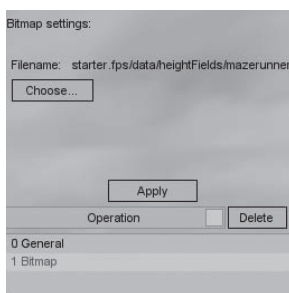 Bitmap settings:
Filename: starter.fps/data/heightFields/mazerunner
Choose...
Apply
Operation Delete
0 General
1 Bitmap